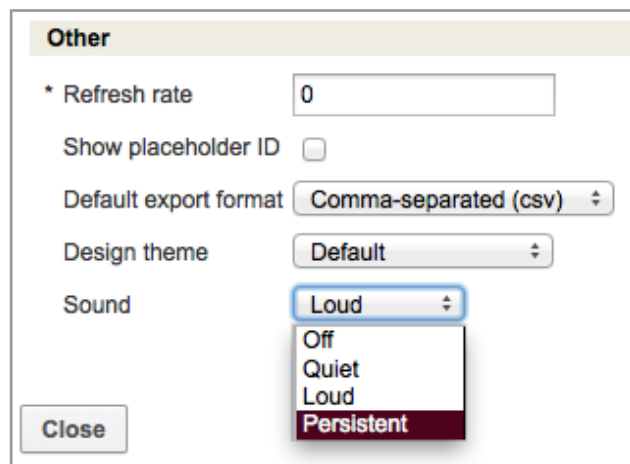 Other
* Refresh rate 0
Show placeholder ID
Default export format Comma-separated (csv)
Design theme Default
Sound Loud
Off
Quiet
Loud
Persistent
Close